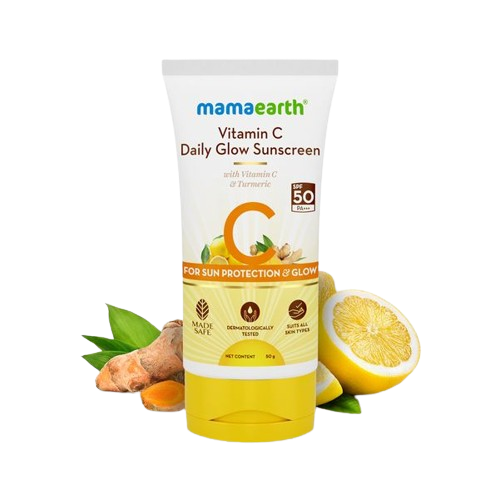 mamaearth®
Vitamin C
Daily Glow Sunscreen
with Vitamin C
& Turmeric
SPF
50
PA+++
C
FOR SUN PROTECTION & GLOW
MADE
SAFE
DERMATOLOGICALLY
TESTED
SUITS ALL
SKIN TYPES
NET CONTENT 50 g